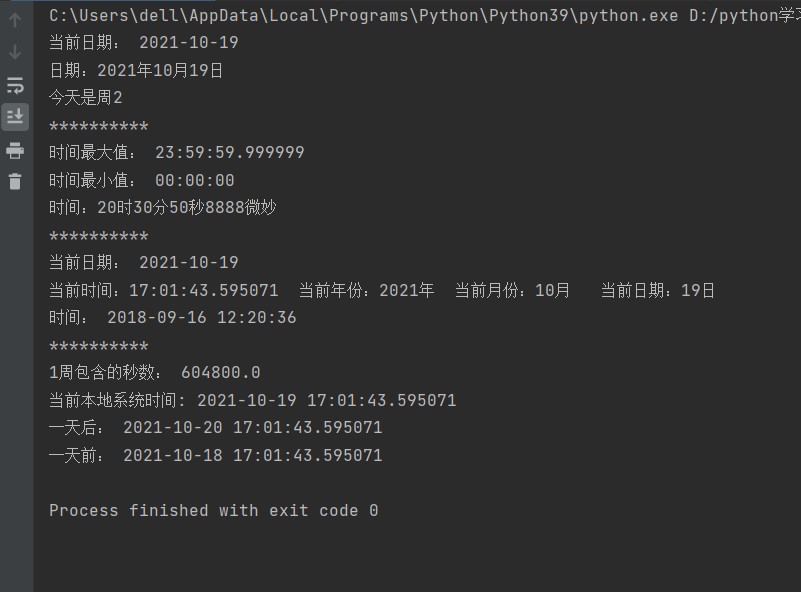 C:\Users\dell\AppData\Local\Programs\Python\Python39\python.exe D:/python学习
当前日期： 2021-10-19
日期：2021年10月19日
今天是周2
**********
时间最大值： 23:59:59.999999
时间最小值： 00:00:00
时间：20时30分50秒8888微妙
**********
当前日期： 2021-10-19
当前时间：17:01:43.595071  当前年份：2021年  当前月份：10月   当前日期：19日
时间： 2018-09-16 12:20:36
**********
1周包含的秒数： 604800.0
当前本地系统时间: 2021-10-19 17:01:43.595071
一天后： 2021-10-20 17:01:43.595071
一天前： 2021-10-18 17:01:43.595071
Process finished with exit code 0